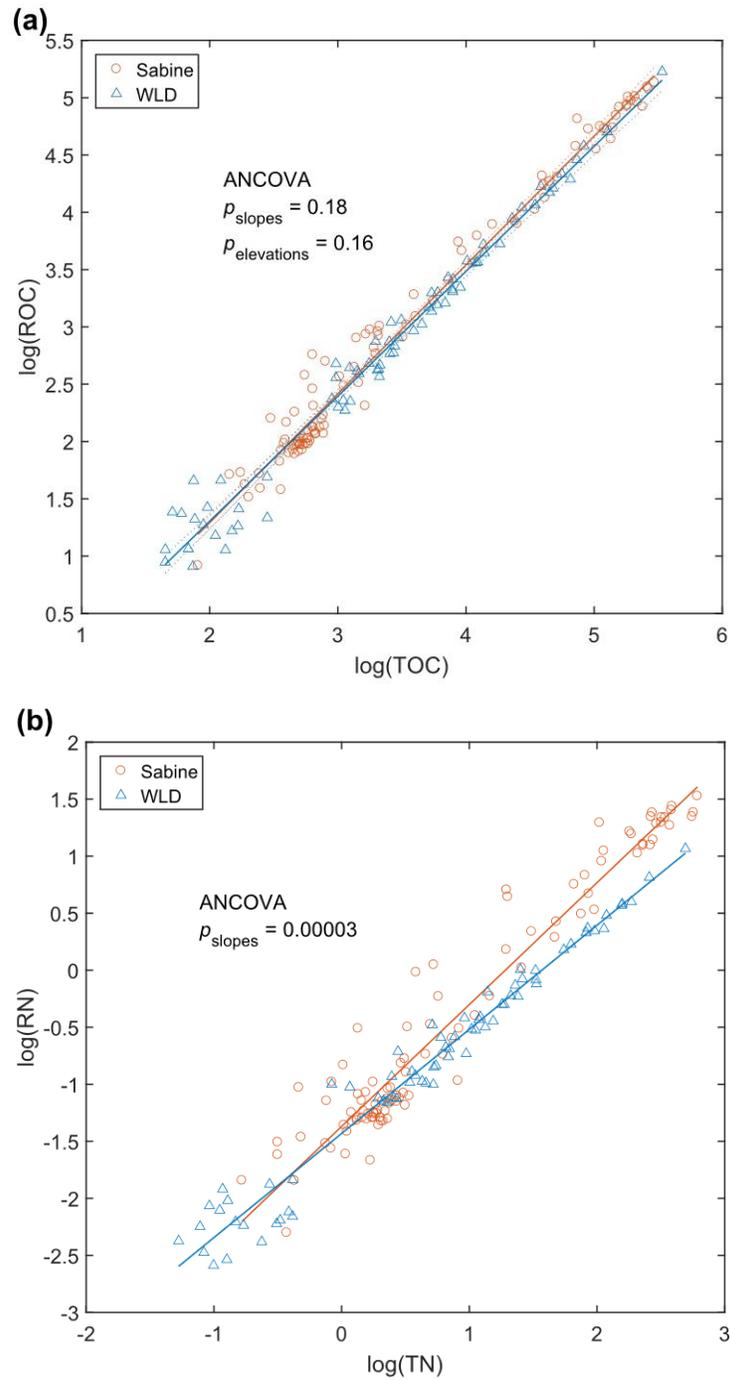 (a)
5.5
5
4.5
4
3.5
3
2.5
2
1.5
1
0.5
log(ROC)
Sabine
WLD
ANCOVA
pslopes = 0.18
pelevations = 0.16
1 2 3 4 5 6
log(TOC)
(b)
2
1.5
1
0.5
0
-0.5
-1
-1.5
-2
-2.5
-3
log(RN)
Sabine
WLD
ANCOVA
pslopes = 0.00003
-2 -1 0 1 2 3
log(TN)